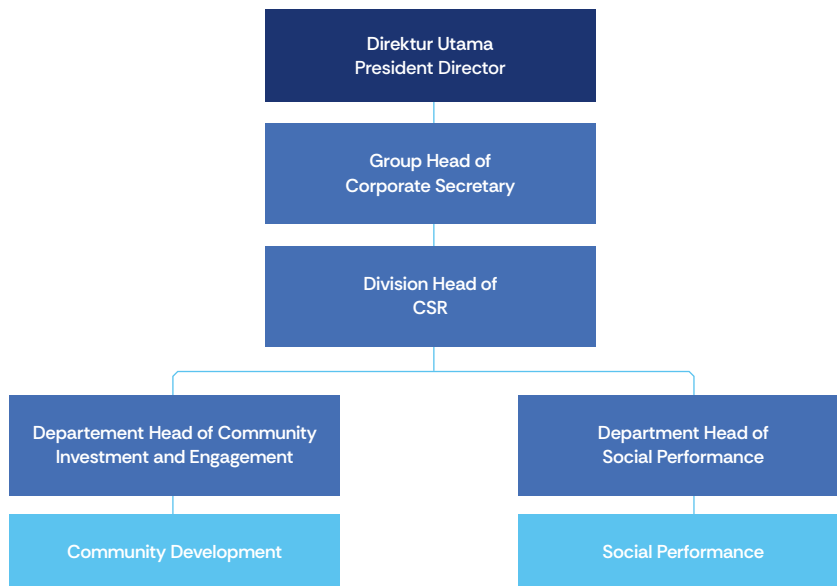 Direktur Utama
President Director
Group Head of
Corporate Secretary
Division Head of
CSR
Departement Head of Community
Investment and Engagement
Department Head of
Social Performance
Community Development
Social Performance